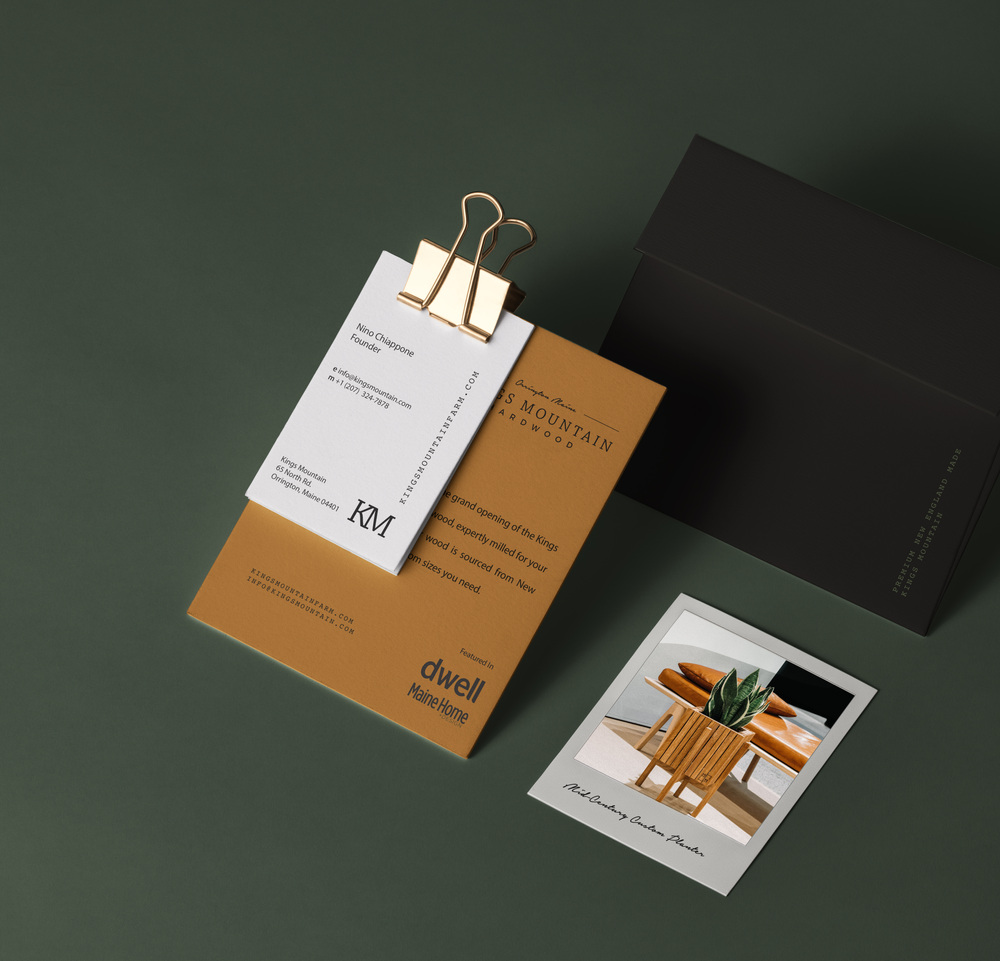 Nino Chiappone
Founder
e info@kingsmountain.com
m +1 (207) 324-7878
KINGSMOUNTAINFARM.COM
Kings Mountain
65 North Rd.
Orrington, Maine 04401
KM
Orrington Maine
GS MOUNTAIN
ARDWOOD
e grand opening of the Kings
wood, expertly milled for your
wood is sourced from New
om sizes you need.
KINGSMOUNTAINFARM.COM
INFO@KINGSMOUNTAIN.COM
Featured in
dwell
Maine Home
PREMIUM NEW ENGLAND MADE
KINGS MOUNTAIN
Mid-Century Custom Planter